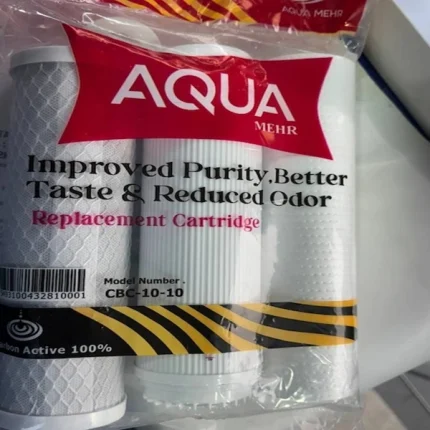 AQUA MEHR
AQUA
MEHR
Improved Purity,Better
Taste & Reduced Odor
Replacement Cartridge
Model Number .
CBC-10-10
Active 100%